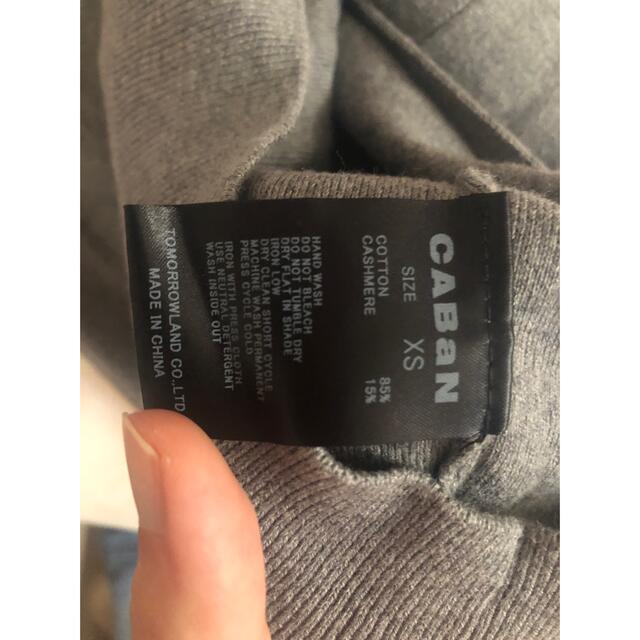 CABaN
SIZE XS
COTTON 85%
CASHMERE 15%
HAND WASH
DO NOT BLEACH
DO NOT TUMBLE DRY
DRY FLAT IN SHADE
IRON LOW
DRY CLEAN SHORT CYCLE
MACHINE WASH PERMANENT
PRESS CYCLE COLD
IRON WITH PRESS CLOTH
USE NEUTRAL DETERGENT
WASH INSIDE OUT
TOMORROWLAND CO.,LTD
MADE IN CHINA